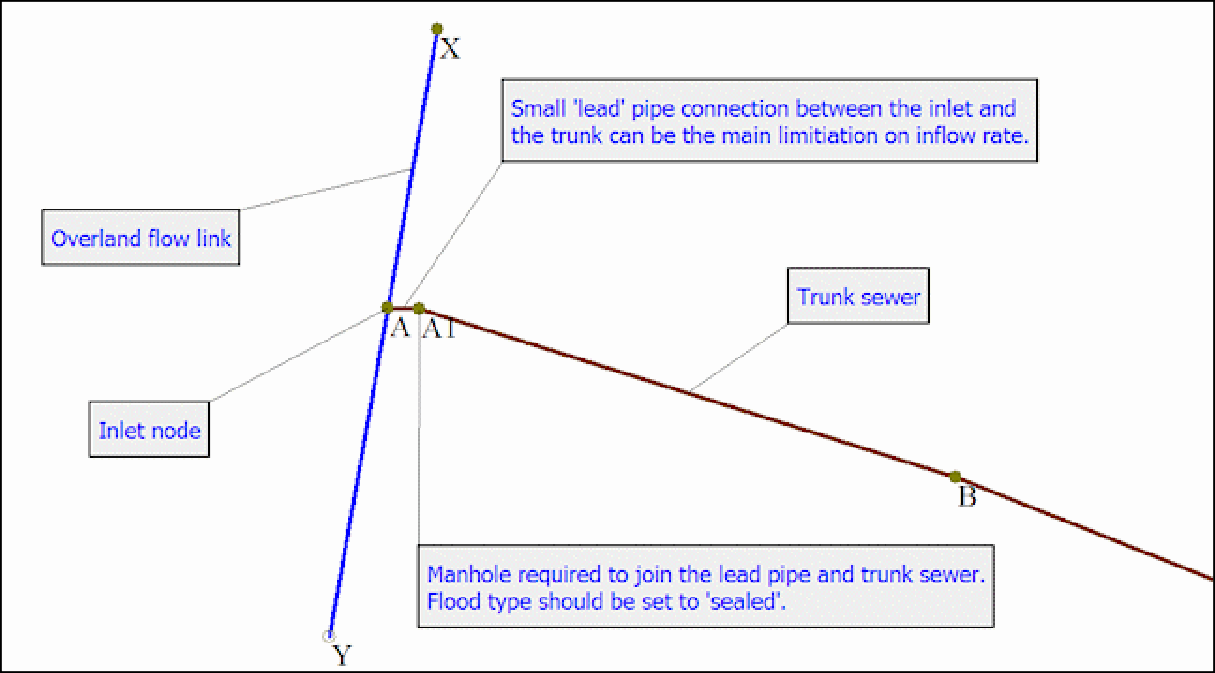 X
Small 'lead' pipe connection between the inlet and
the trunk can be the main limitiation on inflow rate.
Overland flow link
Trunk sewer
A A1
Inlet node
B
Manhole required to join the lead pipe and trunk sewer.
Flood type should be set to 'sealed'.
Y